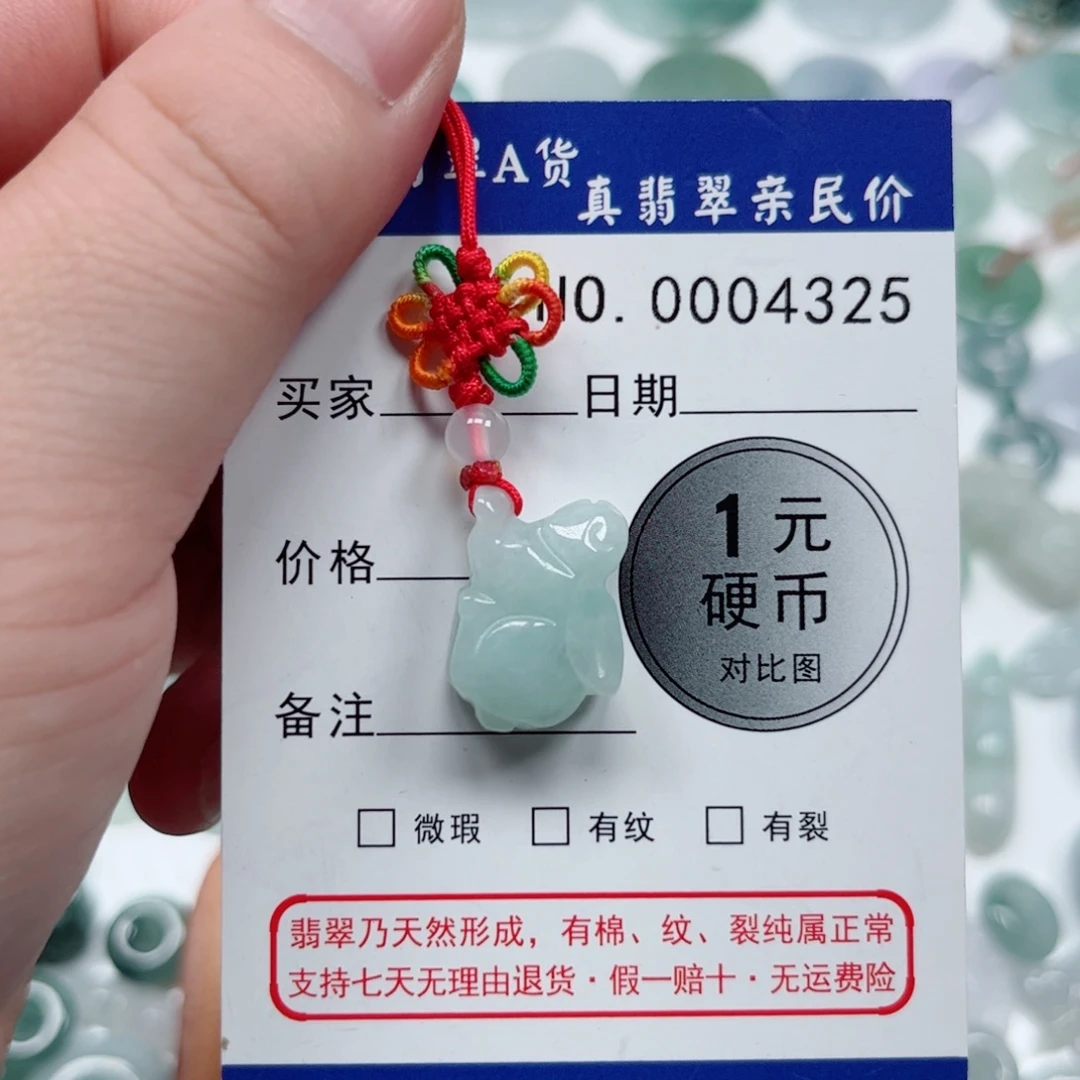 翠A货
真翡翠亲民价
NO. 0004325
买家 日期
1元
硬币
对比图
价格
备注
□ 微瑕 □ 有纹 □ 有裂
翡翠乃天然形成，有棉、纹、裂纯属正常
支持七天无理由退货·假一赔十·无运费险